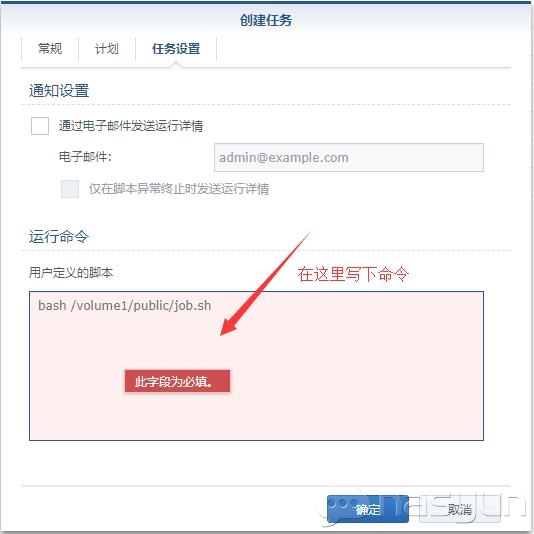 创建任务
常规 计划 任务设置
通知设置
通过电子邮件发送运行详情
电子邮件: admin@example.com
仅在脚本异常终止时发送运行详情
运行命令
在这里写下命令
用户定义的脚本
bash /volume1/public/job.sh
此字段为必填。
确定 取消
nasyun